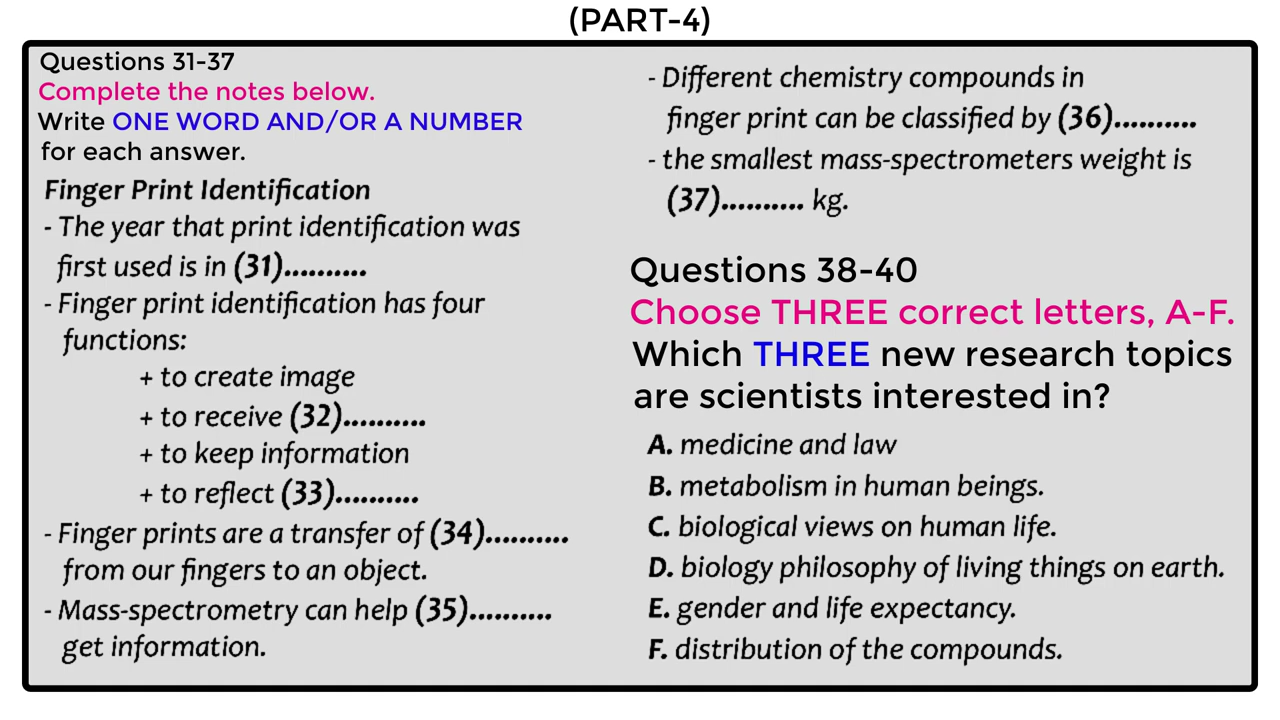 (PART-4)
Questions 31-37
Complete the notes below.
Write ONE WORD AND/OR A NUMBER
for each answer.
Finger Print Identification
- The year that print identification was
first used is in (31)..........
- Finger print identification has four
functions:
+ to create image
+ to receive (32)..........
+ to keep information
+ to reflect (33)..........
- Finger prints are a transfer of (34)..........
from our fingers to an object.
- Mass-spectrometry can help (35)..........
get information.
- Different chemistry compounds in
finger print can be classified by (36)..........
- the smallest mass-spectrometers weight is
(37).......... kg.
Questions 38-40
Choose THREE correct letters, A-F.
Which THREE new research topics
are scientists interested in?
A. medicine and law
B. metabolism in human beings.
C. biological views on human life.
D. biology philosophy of living things on earth.
E. gender and life expectancy.
F. distribution of the compounds.